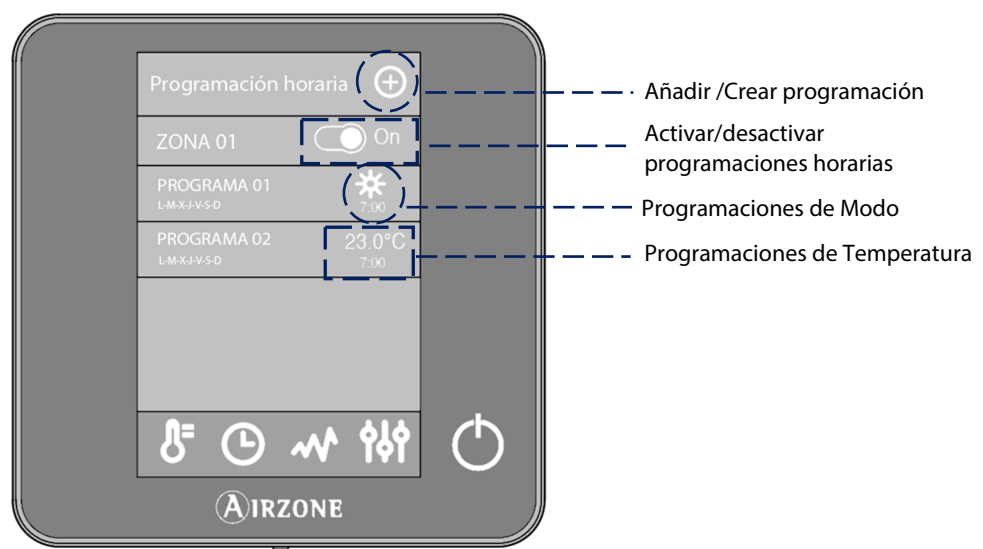 Programación horaria
Añadir /Crear programación
ZONA 01
On
Activar/desactivar
programaciones horarias
PROGRAMA 01
L-M-X-J-V-S-D
7:00
Programaciones de Modo
PROGRAMA 02
L-M-X-J-V-S-D
23.0°C
7:00
Programaciones de Temperatura
AIRZONE